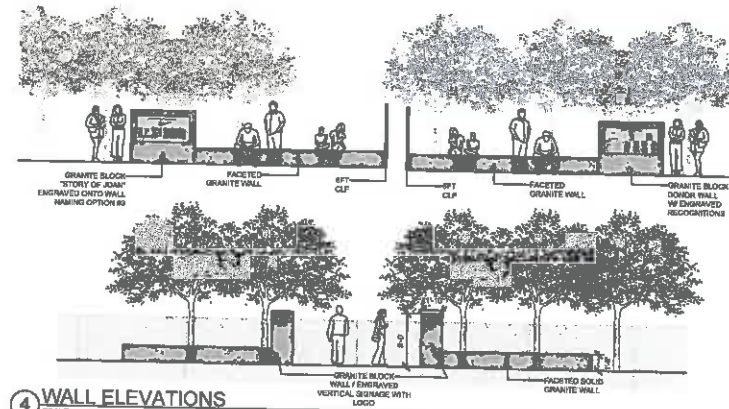 GRANITE BLOCK
"STORY OF JOAN"
ENGRAVED ONTO WALL
NAMING OPTION #3
FACETED
GRANITE WALL
6FT
CLF
6FT
CLF
FACETED
GRANITE WALL
GRANITE BLOCK
DONOR WALL
W/ ENGRAVED
RECOGNITIONS
GRANITE BLOCK
WALL / ENGRAVED
VERTICAL SIGNAGE WITH
LOGO
FACETED SOLID
GRANITE WALL
4 WALL ELEVATIONS